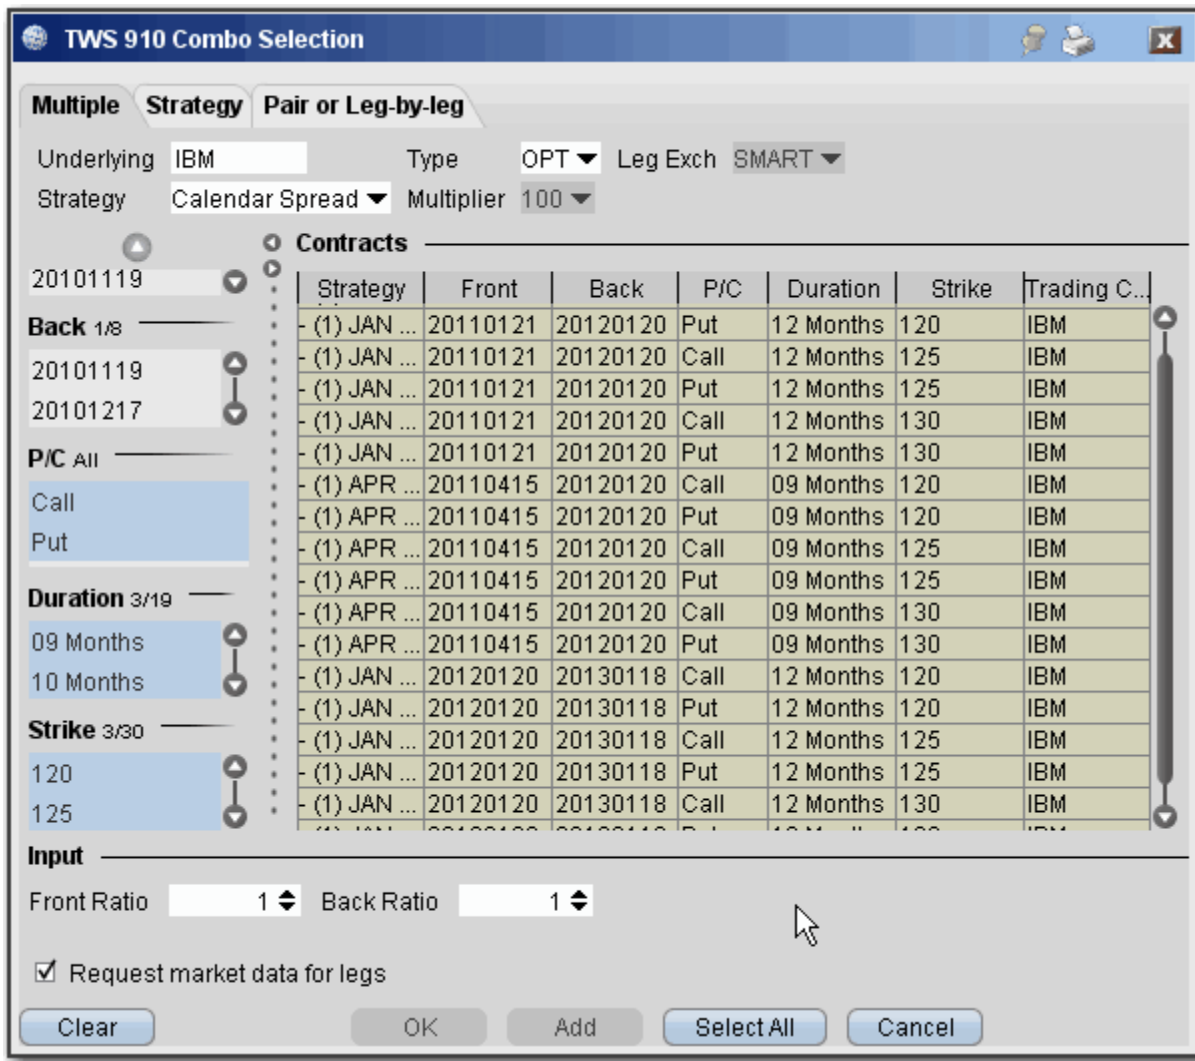 TWS 910 Combo Selection
Multiple Strategy Pair or Leg-by-leg
Underlying IBM Type OPT Leg Exch SMART
Strategy Calendar Spread Multiplier 100
20101119
Back 1/8
20101119
20101217
P/C All
Call
Put
Duration 3/19
09 Months
10 Months
Strike 3/30
120
125
Contracts
Strategy Front Back P/C Duration Strike Trading C...
- (1) JAN ... 20110121 20120120 Put 12 Months 120 IBM
- (1) JAN ... 20110121 20120120 Call 12 Months 125 IBM
- (1) JAN ... 20110121 20120120 Put 12 Months 125 IBM
- (1) JAN ... 20110121 20120120 Call 12 Months 130 IBM
- (1) JAN ... 20110121 20120120 Put 12 Months 130 IBM
- (1) APR ... 20110415 20120120 Call 09 Months 120 IBM
- (1) APR ... 20110415 20120120 Put 09 Months 120 IBM
- (1) APR ... 20110415 20120120 Call 09 Months 125 IBM
- (1) APR ... 20110415 20120120 Put 09 Months 125 IBM
- (1) APR ... 20110415 20120120 Call 09 Months 130 IBM
- (1) APR ... 20110415 20120120 Put 09 Months 130 IBM
- (1) JAN ... 20120120 20130118 Call 12 Months 120 IBM
- (1) JAN ... 20120120 20130118 Put 12 Months 120 IBM
- (1) JAN ... 20120120 20130118 Call 12 Months 125 IBM
- (1) JAN ... 20120120 20130118 Put 12 Months 125 IBM
- (1) JAN ... 20120120 20130118 Call 12 Months 130 IBM
Input
Front Ratio 1 Back Ratio 1
Request market data for legs
Clear OK Add Select All Cancel